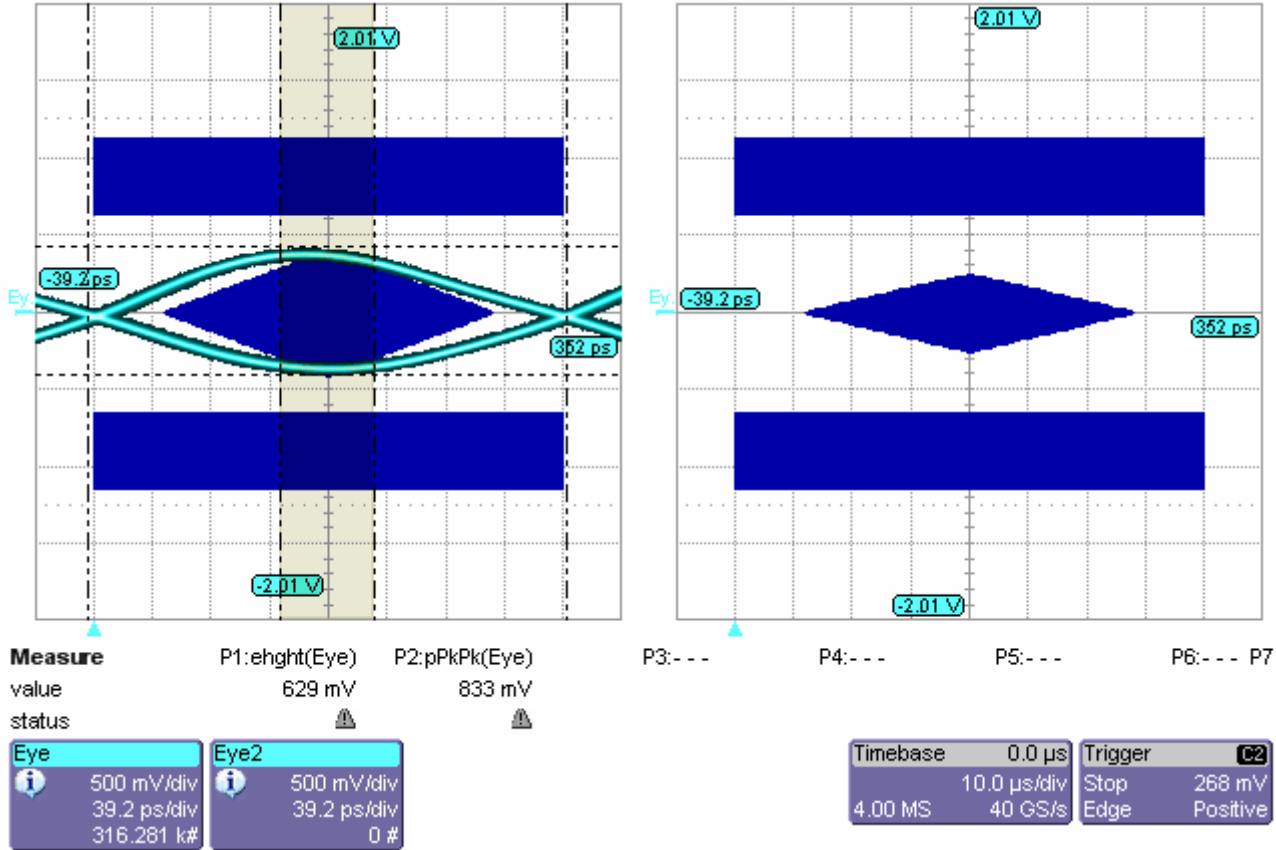 2.01 V
2.01 V
-39.2 ps
Ey.
352 ps
Ey.
-39.2 ps
352 ps
-2.01 V
-2.01 V
Measure P1:ehght(Eye) P2:pPkPk(Eye) P3:- - - P4:- - - P5:- - - P6:- - - P7
value 629 mV 833 mV
status
Eye Eye2 Timebase 0.0 µs Trigger C2
500 mV/div 500 mV/div 10.0 µs/div Stop 268 mV
39.2 ps/div 39.2 ps/div 4.00 MS 40 GS/s Edge Positive
316.281 k# 0 #